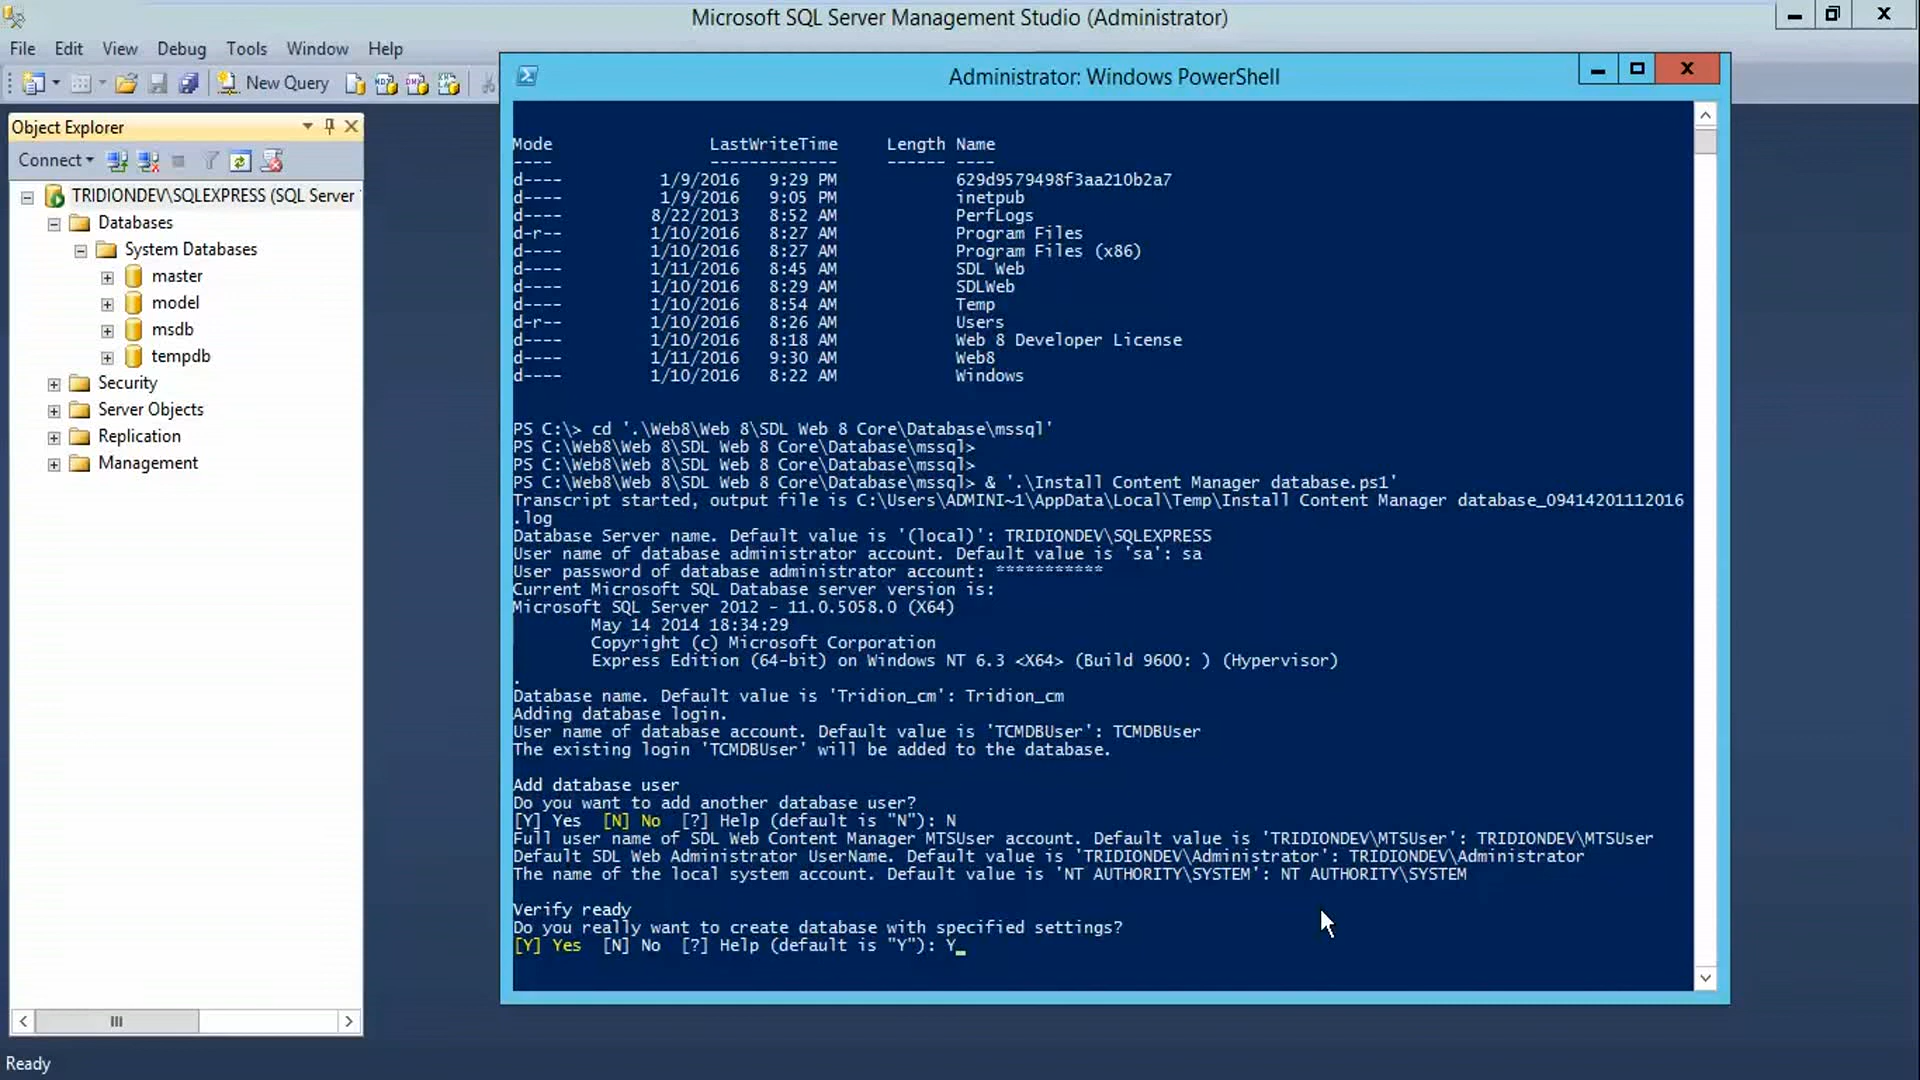 Microsoft SQL Server Management Studio (Administrator)
File Edit View Debug Tools Window Help
New Query
Administrator: Windows PowerShell
Object Explorer
Connect
TRIDIONDEV\SQLEXPRESS (SQL Server
Databases
System Databases
master
model
msdb
tempdb
Security
Server Objects
Replication
Management
Mode LastWriteTime Length Name
---- ------------- ------ ----
d---- 1/9/2016 9:29 PM 629d9579498f3aa210b2a7
d---- 1/9/2016 9:05 PM inetpub
d---- 8/22/2013 8:52 AM PerfLogs
d-r-- 1/10/2016 8:27 AM Program Files
d---- 1/10/2016 8:27 AM Program Files (x86)
d---- 1/11/2016 8:45 AM SDL Web
d---- 1/10/2016 8:29 AM SDLWeb
d---- 1/10/2016 8:54 AM Temp
d-r-- 1/10/2016 8:26 AM Users
d---- 1/10/2016 8:18 AM Web 8 Developer License
d---- 1/11/2016 9:30 AM Web8
d---- 1/10/2016 8:22 AM Windows
PS C:\> cd '.\Web8\Web 8\SDL Web 8 Core\Database\mssql'
PS C:\Web8\Web 8\SDL Web 8 Core\Database\mssql>
PS C:\Web8\Web 8\SDL Web 8 Core\Database\mssql>
PS C:\Web8\Web 8\SDL Web 8 Core\Database\mssql> & '.\Install Content Manager database.ps1'
Transcript started, output file is C:\Users\ADMINI~1\AppData\Local\Temp\Install Content Manager database_09414201112016
.log
Database Server name. Default value is '(local)': TRIDIONDEV\SQLEXPRESS
User name of database administrator account. Default value is 'sa': sa
User password of database administrator account: ***********
Current Microsoft SQL Database server version is:
Microsoft SQL Server 2012 - 11.0.5058.0 (X64)
May 14 2014 18:34:29
Copyright (c) Microsoft Corporation
Express Edition (64-bit) on Windows NT 6.3 <X64> (Build 9600: ) (Hypervisor)
.
Database name. Default value is 'Tridion_cm': Tridion_cm
Adding database login.
User name of database account. Default value is 'TCMDBUser': TCMDBUser
The existing login 'TCMDBUser' will be added to the database.
Add database user
Do you want to add another database user?
[Y] Yes [N] No [?] Help (default is "N"): N
Full user name of SDL Web Content Manager MTSUser account. Default value is 'TRIDIONDEV\MTSUser': TRIDIONDEV\MTSUser
Default SDL Web Administrator UserName. Default value is 'TRIDIONDEV\Administrator': TRIDIONDEV\Administrator
The name of the local system account. Default value is 'NT AUTHORITY\SYSTEM': NT AUTHORITY\SYSTEM
Verify ready
Do you really want to create database with specified settings?
[Y] Yes [N] No [?] Help (default is "Y"): Y_
Ready